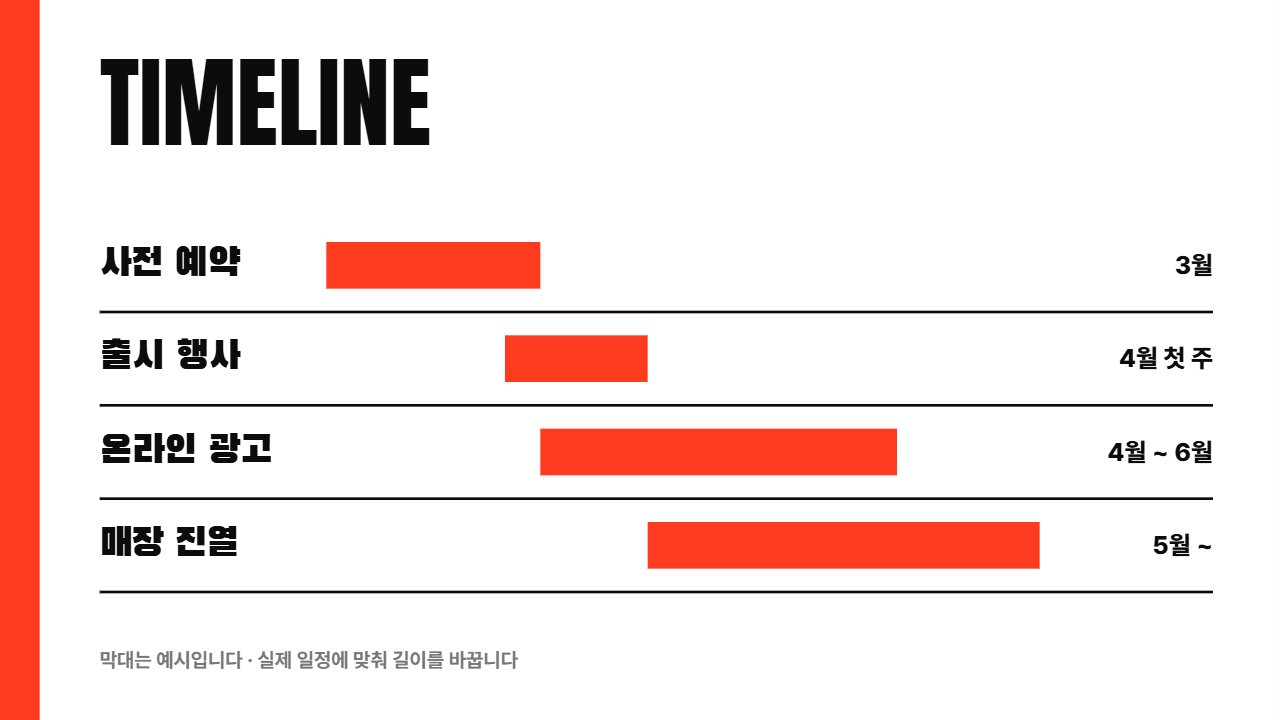 TIMELINE
사전 예약
3월
출시 행사
4월 첫 주
온라인 광고
4월 ~ 6월
매장 진열
5월 ~
막대는 예시입니다 · 실제 일정에 맞춰 길이를 바꿉니다